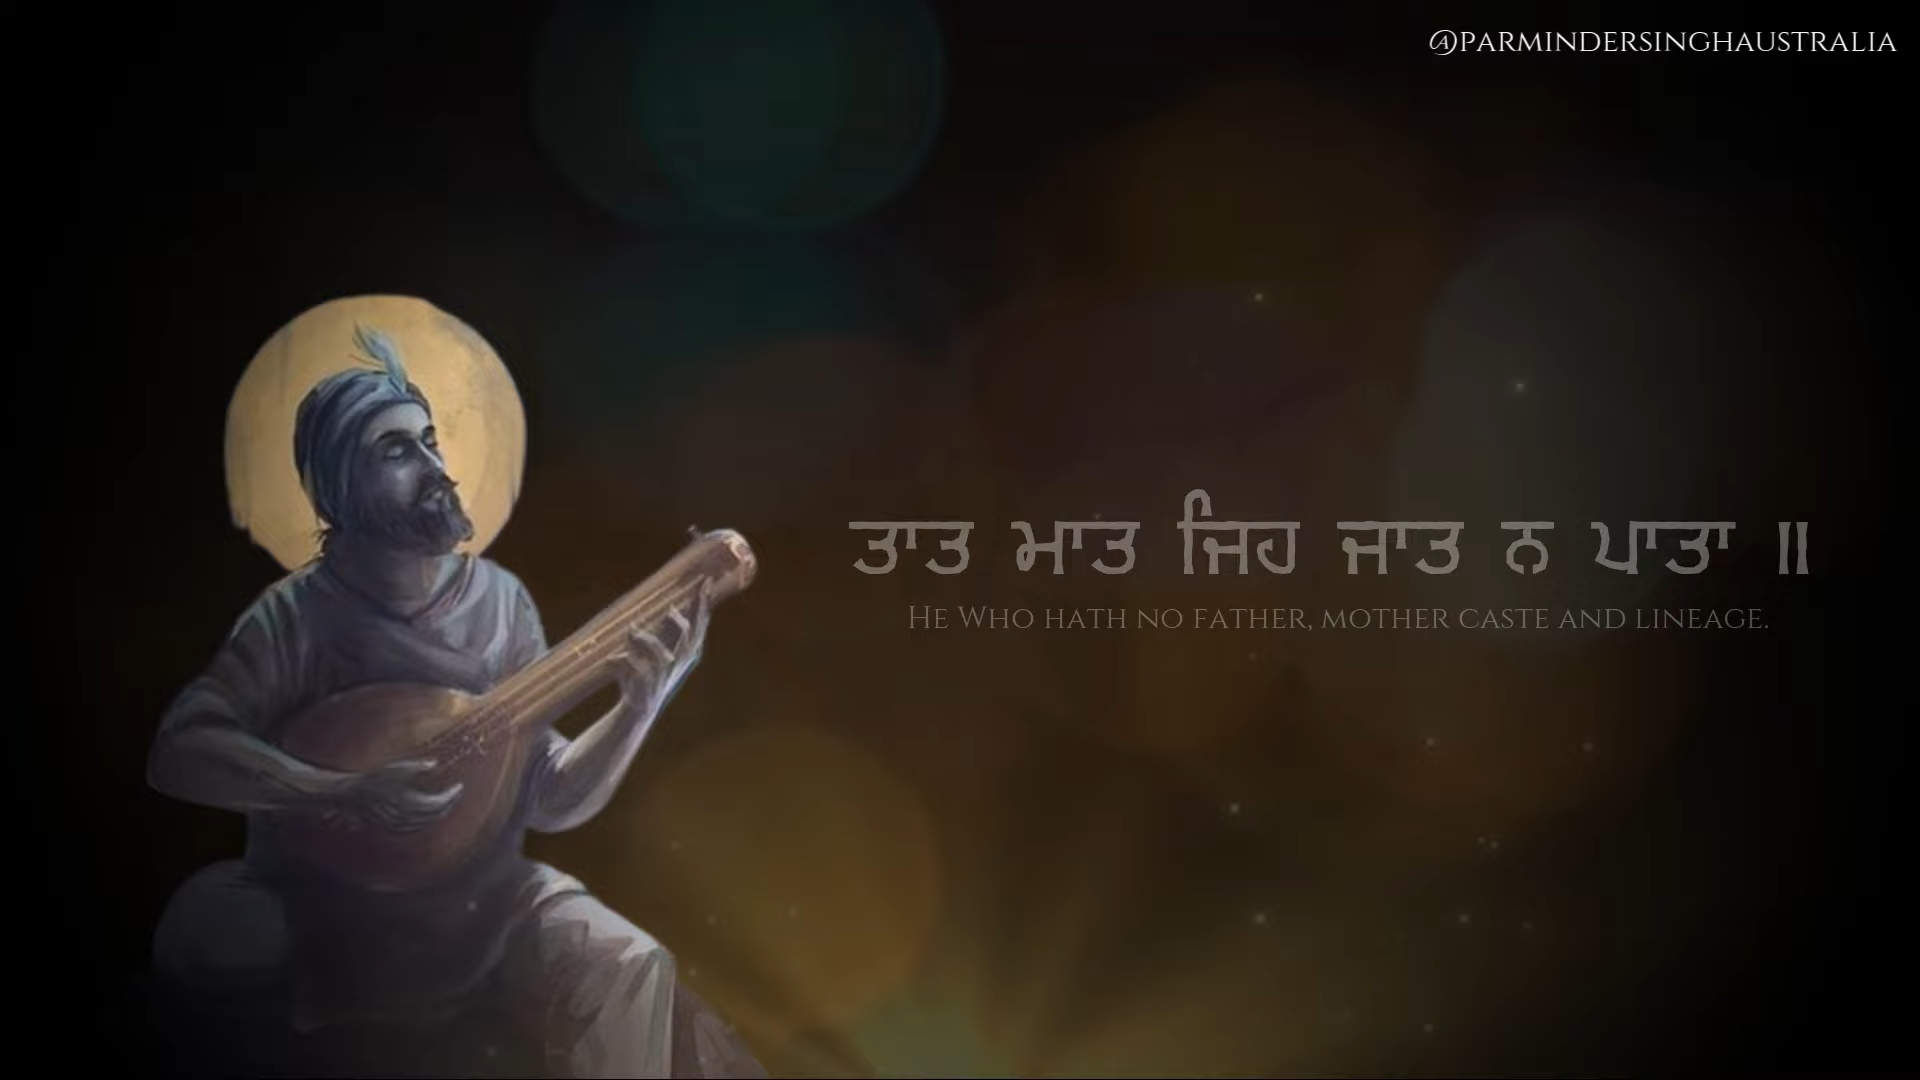 @PARMINDERSINGHAUSTRALIA
ਤਾਤ ਮਾਤ ਜਿਹ ਜਾਤ ਨ ਪਾਤਾ ॥
He Who hath no father, mother caste and lineage.